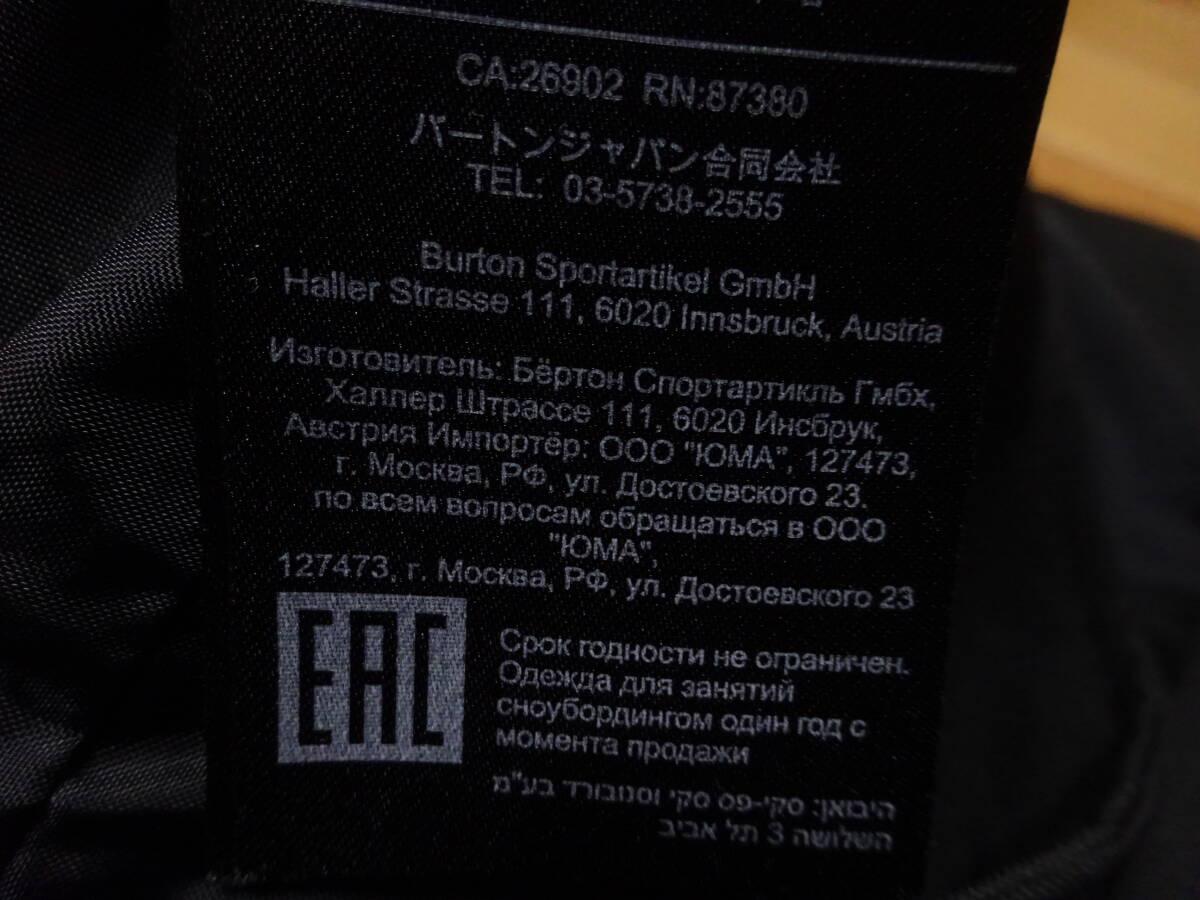 CA:26902 RN:87380
バートンジャパン合同会社
TEL: 03-5738-2555
Burton Sportartikel GmbH
Haller Strasse 111, 6020 Innsbruck, Austria
Изготовитель: Бёртон Спортартикль Гмбх,
Халлер Штрассе 111, 6020 Инсбрук,
Австрия Импортёр: ООО "ЮМА", 127473,
г. Москва, РФ, ул. Достоевского 23.
по всем вопросам обращаться в ООО
"ЮМА",
127473, г. Москва, РФ, ул. Достоевского 23
EAC
Срок годности не ограничен.
Одежда для занятий
сноубордингом один год с
момента продажи
היבואן: סקי-פס סקי וסנובורד בע"מ
השלושה 3 תל אביב